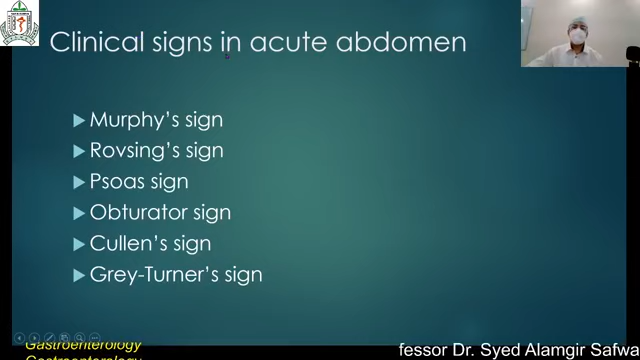 Clinical signs in acute abdomen
Murphy's sign
Rovsing's sign
Psoas sign
Obturator sign
Cullen's sign
Grey-Turner's sign
Gastroenterology
Gastroenterology
fessor Dr. Syed Alamgir Safwa